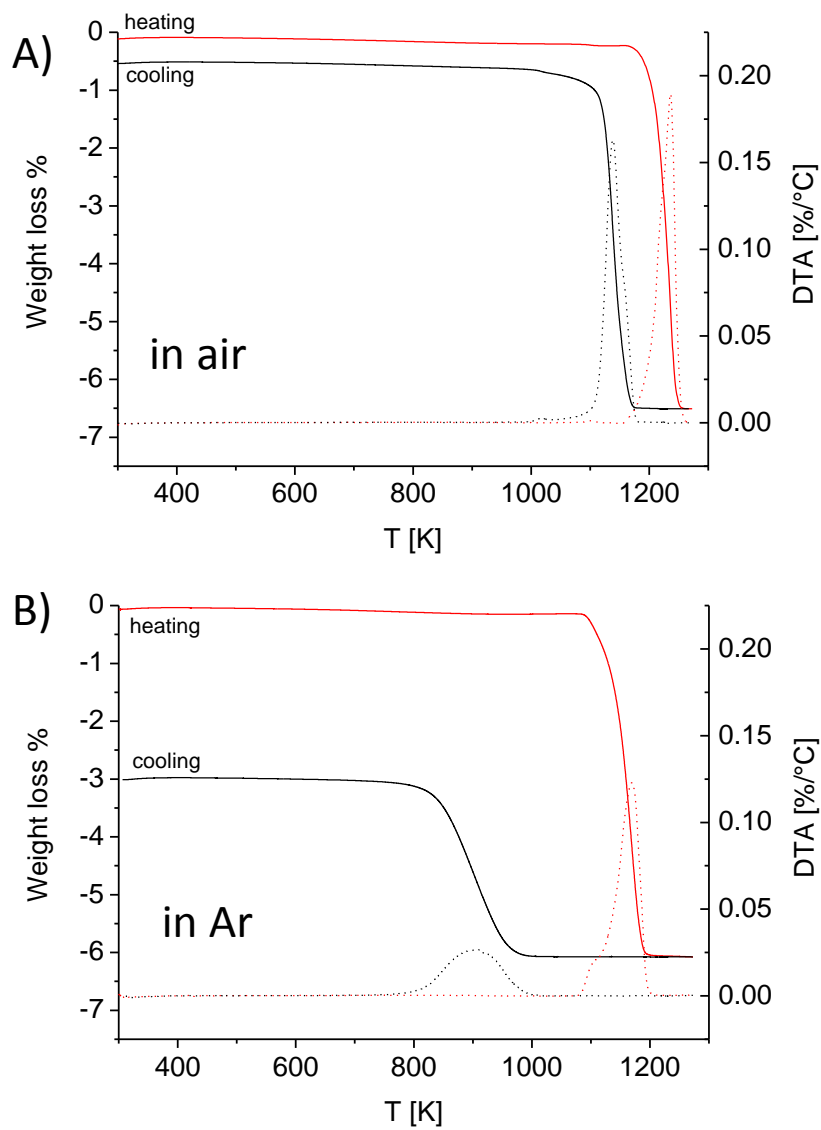 A)
heating
cooling
0
-1
-2
-3
-4
-5
-6
-7
Weight loss %
0.20
0.15
0.10
0.05
0.00
DTA [%/°C]
in air
400 600 800 1000 1200
T [K]
B)
heating
cooling
0
-1
-2
-3
-4
-5
-6
-7
Weight loss %
0.20
0.15
0.10
0.05
0.00
DTA [%/°C]
in Ar
400 600 800 1000 1200
T [K]